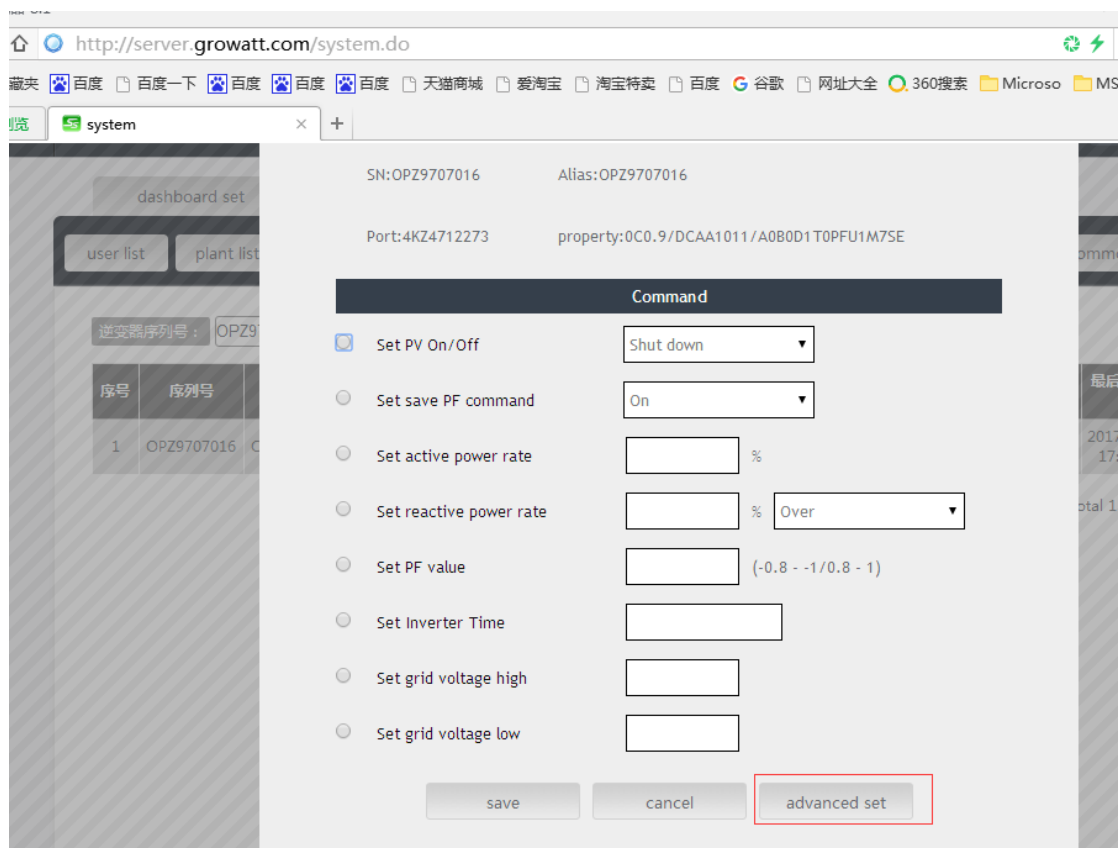 http://server.growatt.com/system.do
藏夹 百度 百度一下 百度 百度 百度 天猫商城 爱淘宝 淘宝特卖 百度 谷歌 网址大全 360搜索 Microso MS
system × +
SN:OPZ9707016 Alias:OPZ9707016
dashboard set
Port:4KZ4712273 property:0C0.9/DCAA1011/A0B0D1T0PFU1M7SE
user list plant list
Command
逆变器序列号： OPZ9
Set PV On/Off Shut down
序号 序列号 最后
Set save PF command On
1 OPZ9707016 2017
17:
Set active power rate %
Set reactive power rate % Over
otal 1
Set PF value (-0.8 - -1/0.8 - 1)
Set Inverter Time
Set grid voltage high
Set grid voltage low
save cancel advanced set